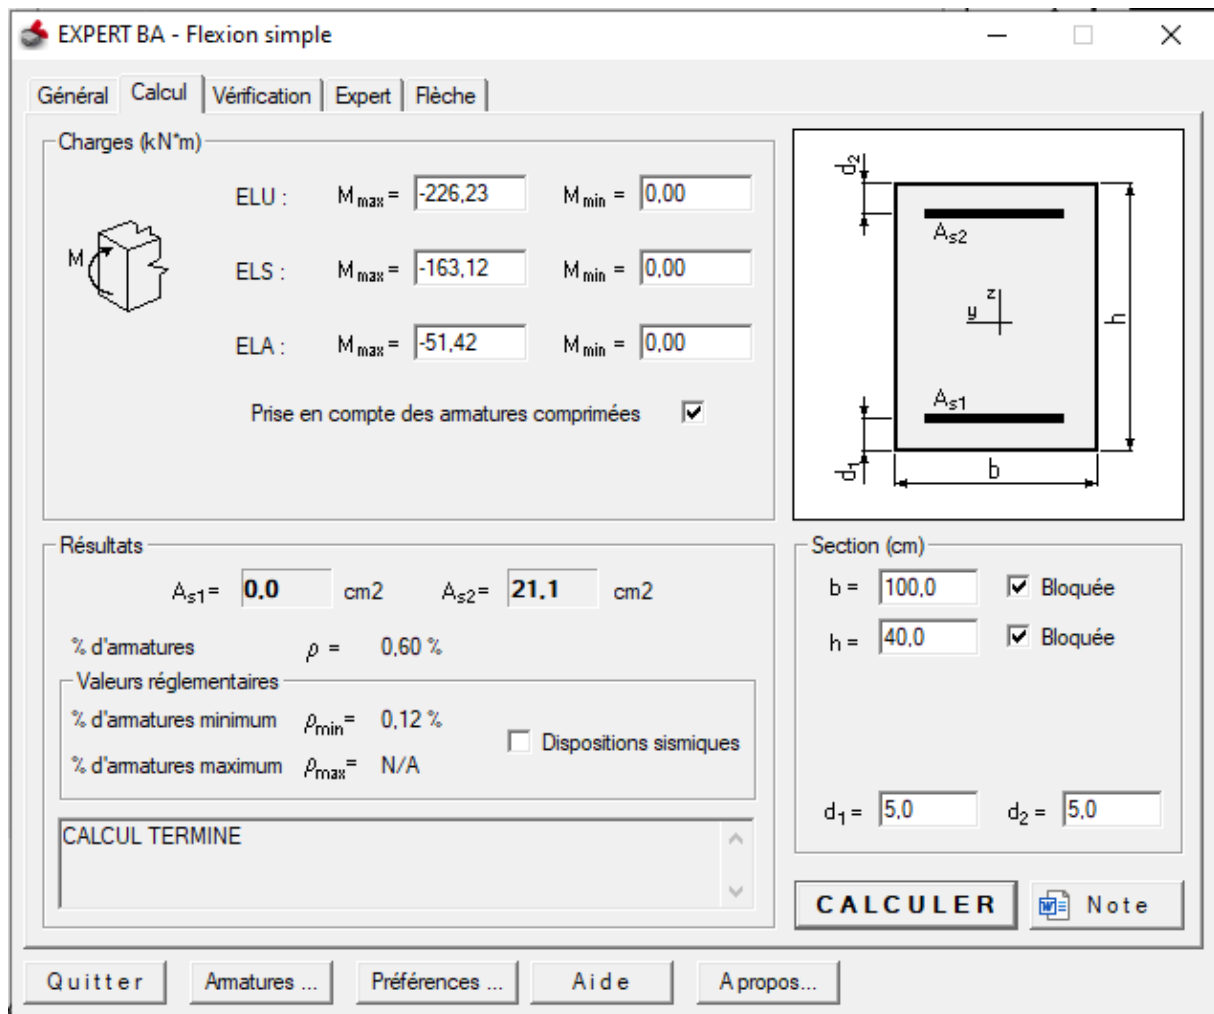 EXPERT BA - Flexion simple
Général Calcul Vérification Expert Flèche
Charges (kN*m)
ELU : M max = -226,23 M min = 0,00
M
ELS : M max = -163,12 M min = 0,00
ELA : M max = -51,42 M min = 0,00
Prise en compte des armatures comprimées
d2
As2
z
y
h
As1
d1
b
Résultats
As1= 0.0 cm2 As2= 21.1 cm2
% d'armatures ρ = 0,60 %
Valeurs réglementaires
% d'armatures minimum ρmin= 0,12 %
Dispositions sismiques
% d'armatures maximum ρmax= N/A
CALCUL TERMINE
Section (cm)
b = 100,0 Bloquée
h = 40,0 Bloquée
d1= 5,0 d2 = 5,0
CALCULER Note
Quitter Armatures ... Préférences ... Aide A propos...